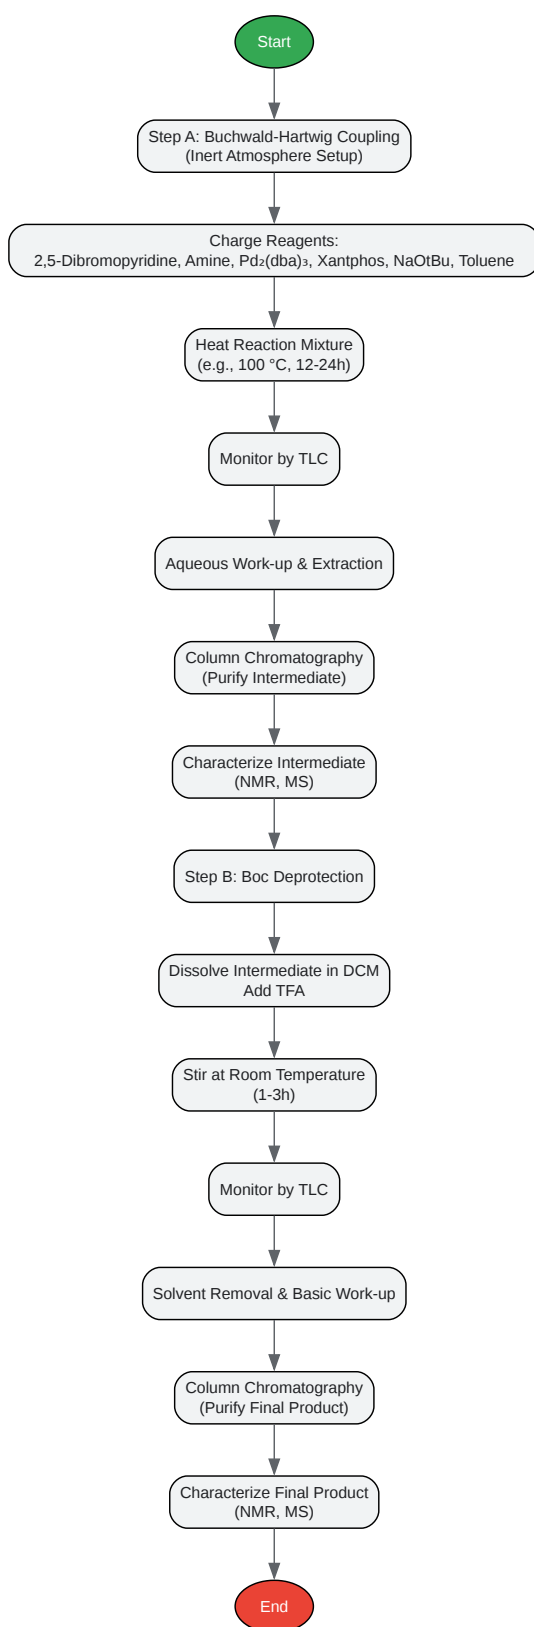 Start
Step A: Buchwald-Hartwig Coupling
(Inert Atmosphere Setup)
Charge Reagents:
2,5-Dibromopyridine, Amine, Pd₂(dba)₃, Xantphos, NaOtBu, Toluene
Heat Reaction Mixture
(e.g., 100 °C, 12-24h)
Monitor by TLC
Aqueous Work-up & Extraction
Column Chromatography
(Purify Intermediate)
Characterize Intermediate
(NMR, MS)
Step B: Boc Deprotection
Dissolve Intermediate in DCM
Add TFA
Stir at Room Temperature
(1-3h)
Monitor by TLC
Solvent Removal & Basic Work-up
Column Chromatography
(Purify Final Product)
Characterize Final Product
(NMR, MS)
End